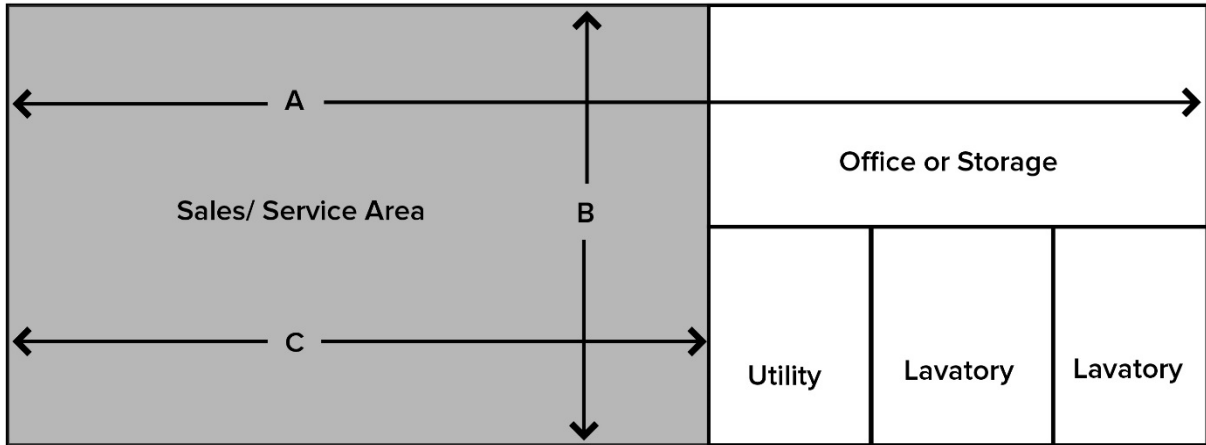 A
Office or Storage
Sales/ Service Area
B
C
Utility
Lavatory
Lavatory